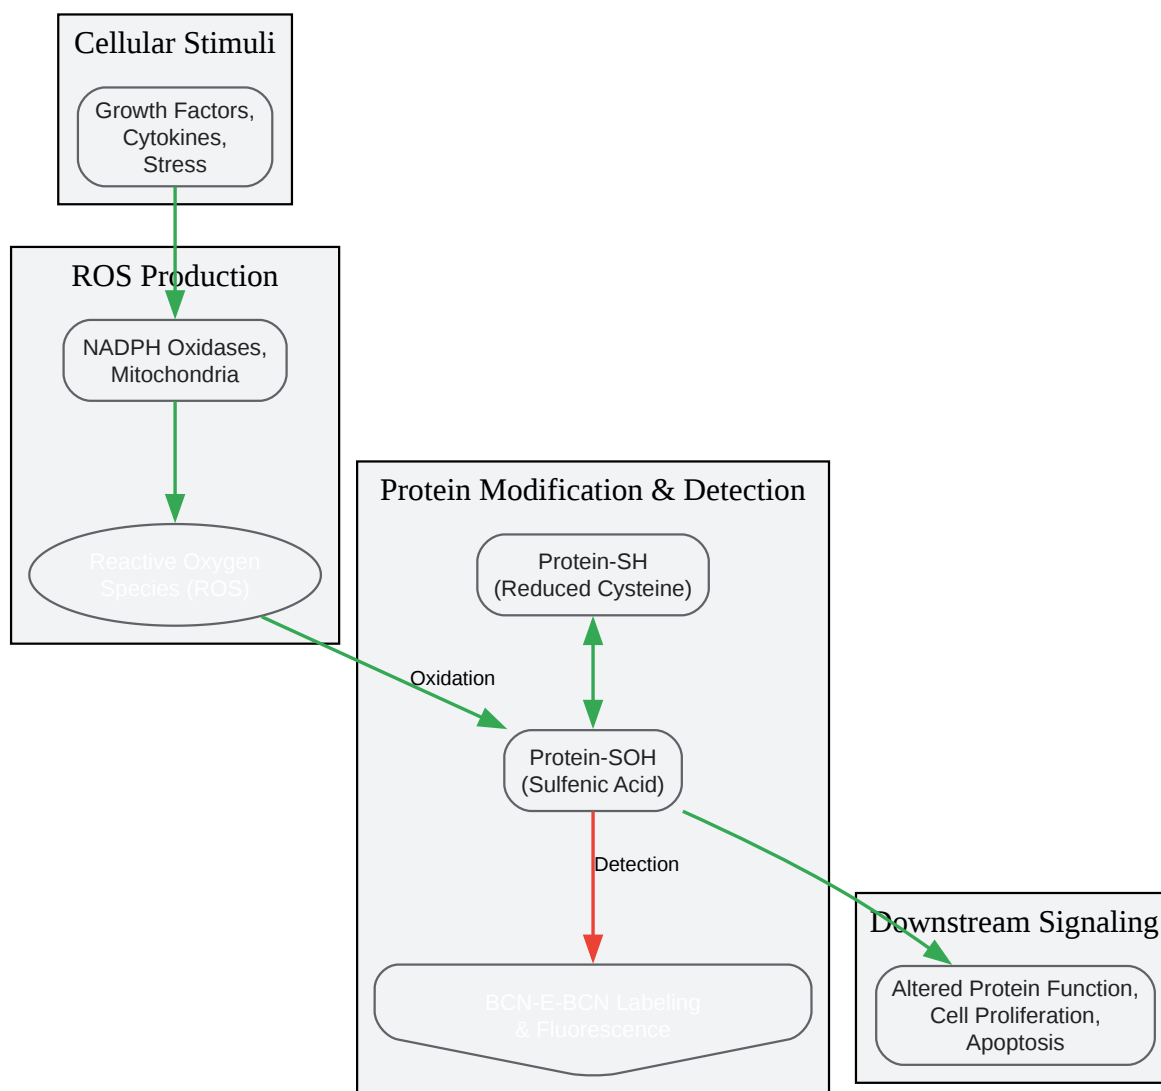 Cellular Stimuli
Growth Factors,
Cytokines,
Stress
ROS Production
NADPH Oxidases,
Mitochondria
Reactive Oxygen
Species (ROS)
Protein Modification & Detection
Protein-SH
(Reduced Cysteine)
Oxidation
Protein-SOH
(Sulfenic Acid)
Detection
BCN-E-BCN Labeling
& Fluorescence
Downstream Signaling
Altered Protein Function,
Cell Proliferation,
Apoptosis